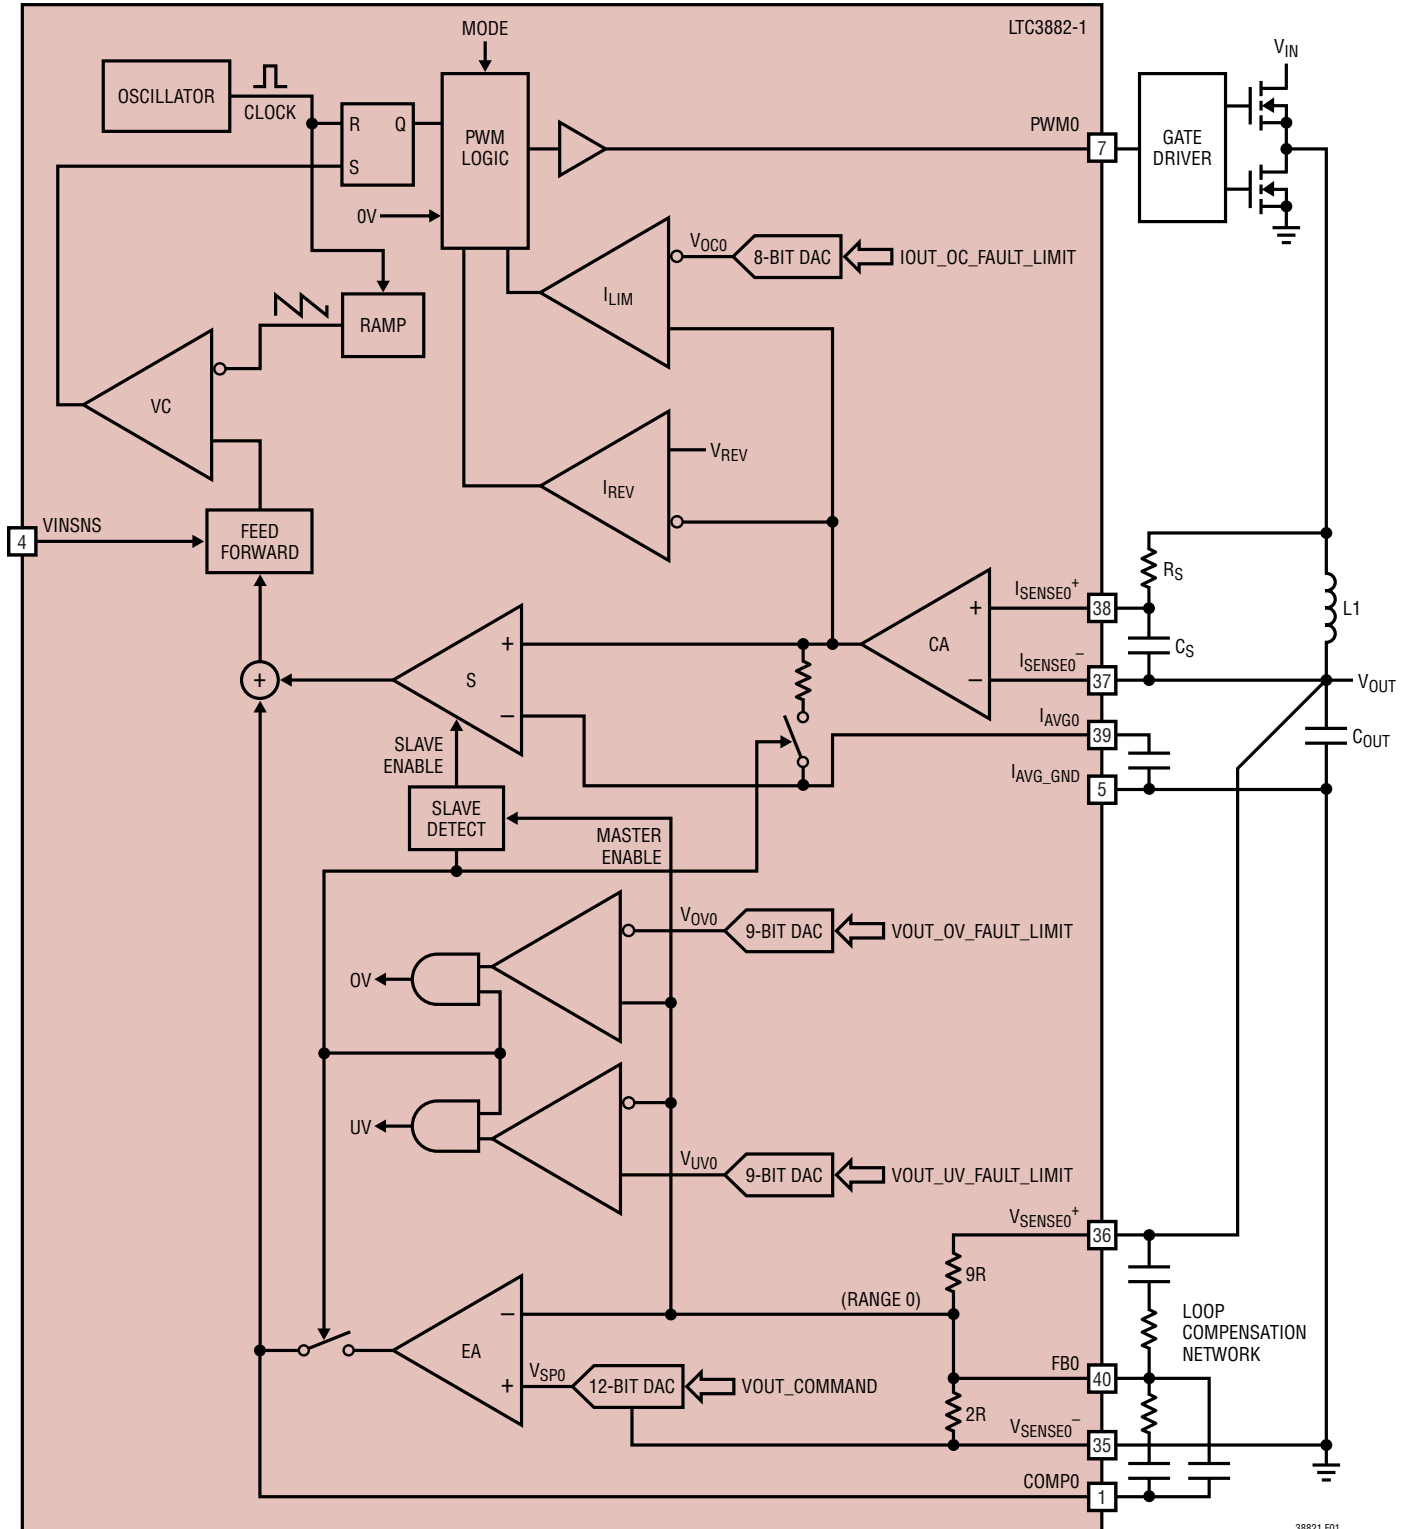 LTC3882-1
MODE
VIN
OSCILLATOR
CLOCK
R
Q
S
PWM
LOGIC
PWM0
7
GATE
DRIVER
0V
VOC0
8-BIT DAC
IOUT_OC_FAULT_LIMIT
ILIM
RAMP
VC
VREV
IREV
4
VINSNS
FEED
FORWARD
RS
ISENSE0+
38
L1
+
CA
–
CS
ISENSE0–
37
VOUT
+
S
–
+
IAVG0
39
COUT
SLAVE
ENABLE
IAVG_GND
5
SLAVE
DETECT
MASTER
ENABLE
VOV0
9-BIT DAC
VOUT_OV_FAULT_LIMIT
OV
UV
VUV0
9-BIT DAC
VOUT_UV_FAULT_LIMIT
VSENSE0+
36
9R
(RANGE 0)
LOOP
COMPENSATION
NETWORK
–
EA
+
VSP0
12-BIT DAC
VOUT_COMMAND
FB0
40
2R
VSENSE0–
35
COMP0
1
38821 F01